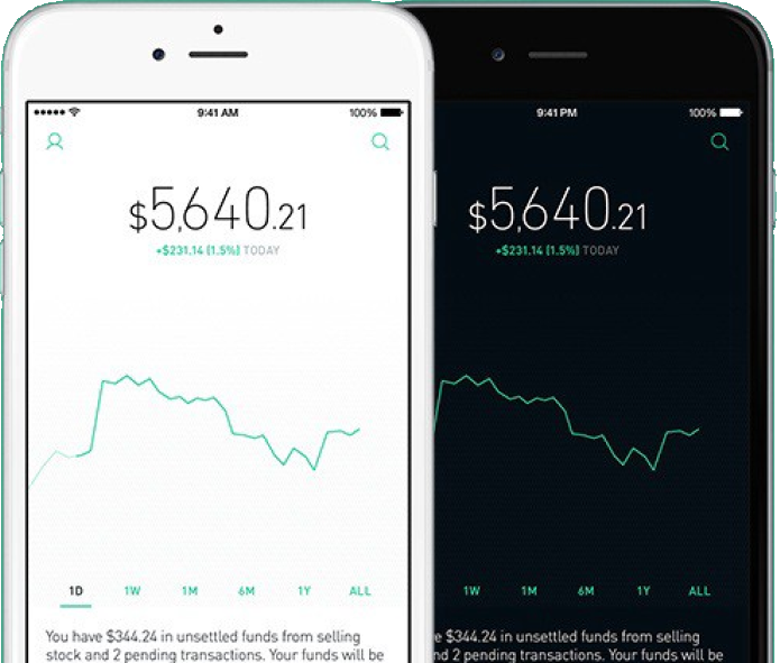 9:41 AM 100%
$5,640.21
+$231.14 (1.5%) TODAY
1D 1W 1M 6M 1Y ALL
You have $344.24 in unsettled funds from selling
stock and 2 pending transactions. Your funds will be
9:41 PM 100%
$5,640.21
+$231.14 (1.5%) TODAY
1W 1M 6M 1Y ALL
e $344.24 in unsettled funds from selling
nd 2 pending transactions. Your funds will be